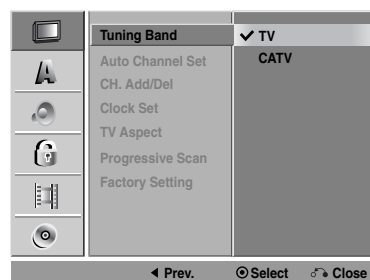 Tuning Band
Auto Channel Set
CH. Add/Del
Clock Set
TV Aspect
Progressive Scan
Factory Setting
TV
CATV
Prev. Select Close